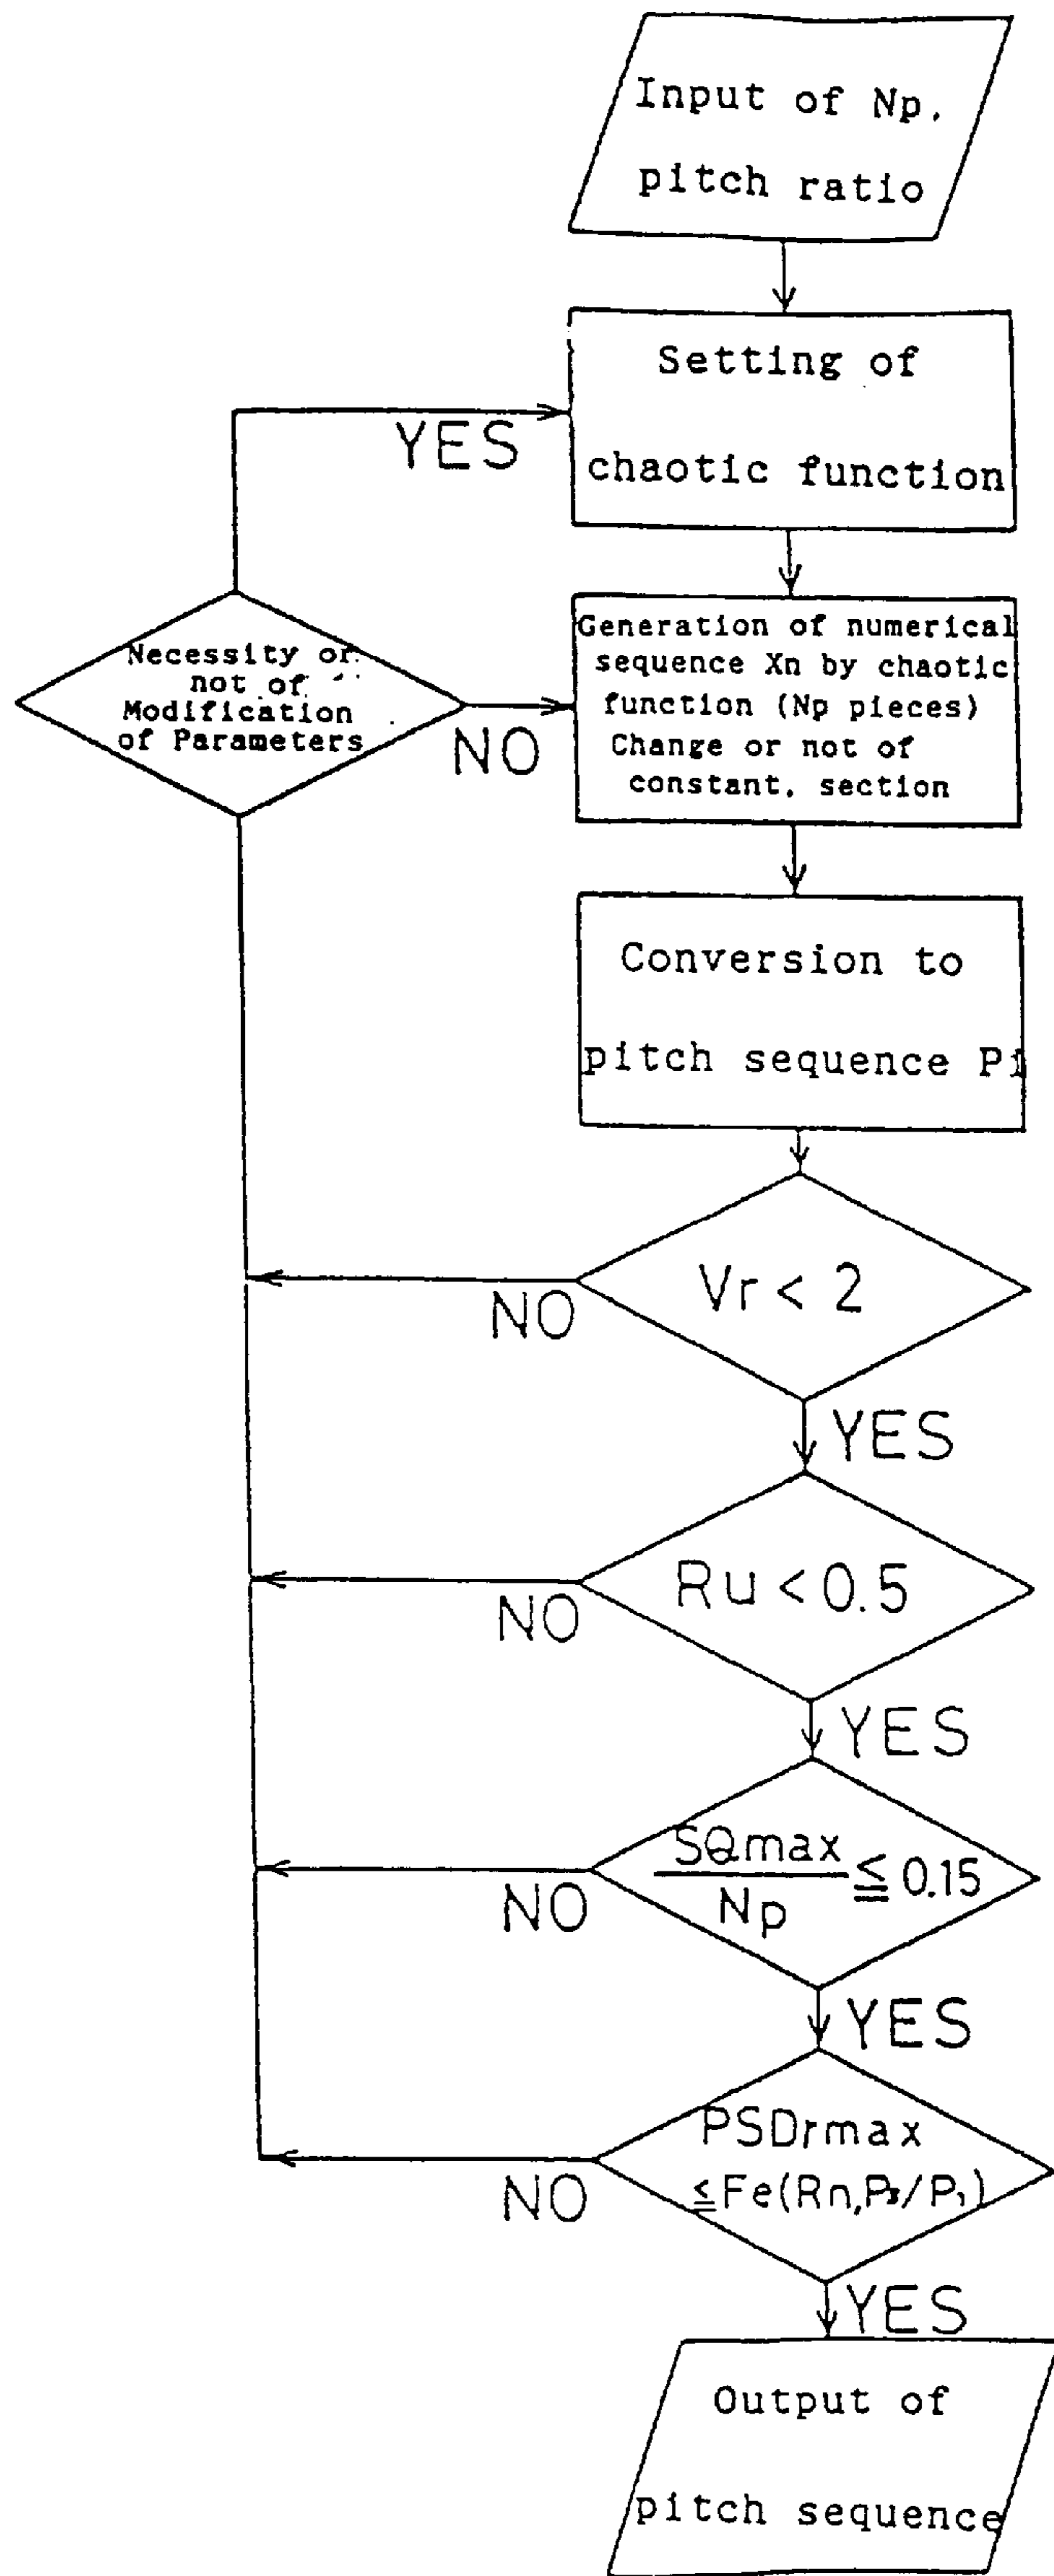 Input of Np.
pitch ratio
Setting of
chaotic function
YES
Necessity or
not of
Modification
of Parameters
NO
Generation of numerical
sequence Xn by chaotic
function (Np pieces)
Change or not of
constant. section
Conversion to
pitch sequence Pi
Vr < 2
NO
YES
Ru < 0.5
NO
YES
SQmax
≦ 0.15
Np
NO
YES
PSDrmax
≦Fe(Rn,P₃/P₁)
NO
YES
Output of
pitch sequence